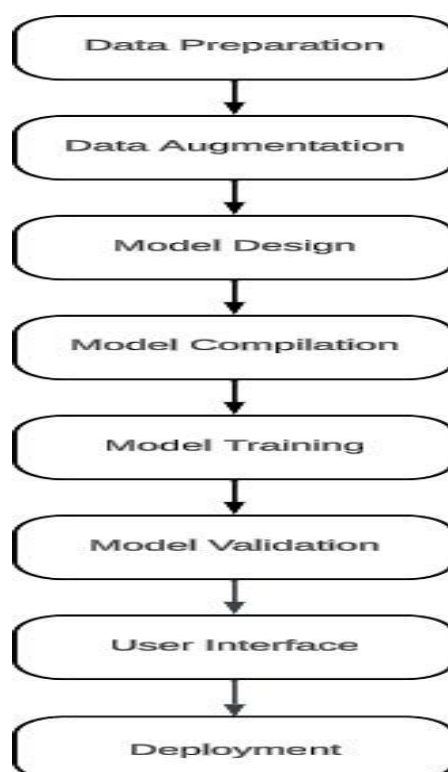 Data Preparation
Data Augmentation
Model Design
Model Compilation
Model Training
Model Validation
User Interface
Deployment